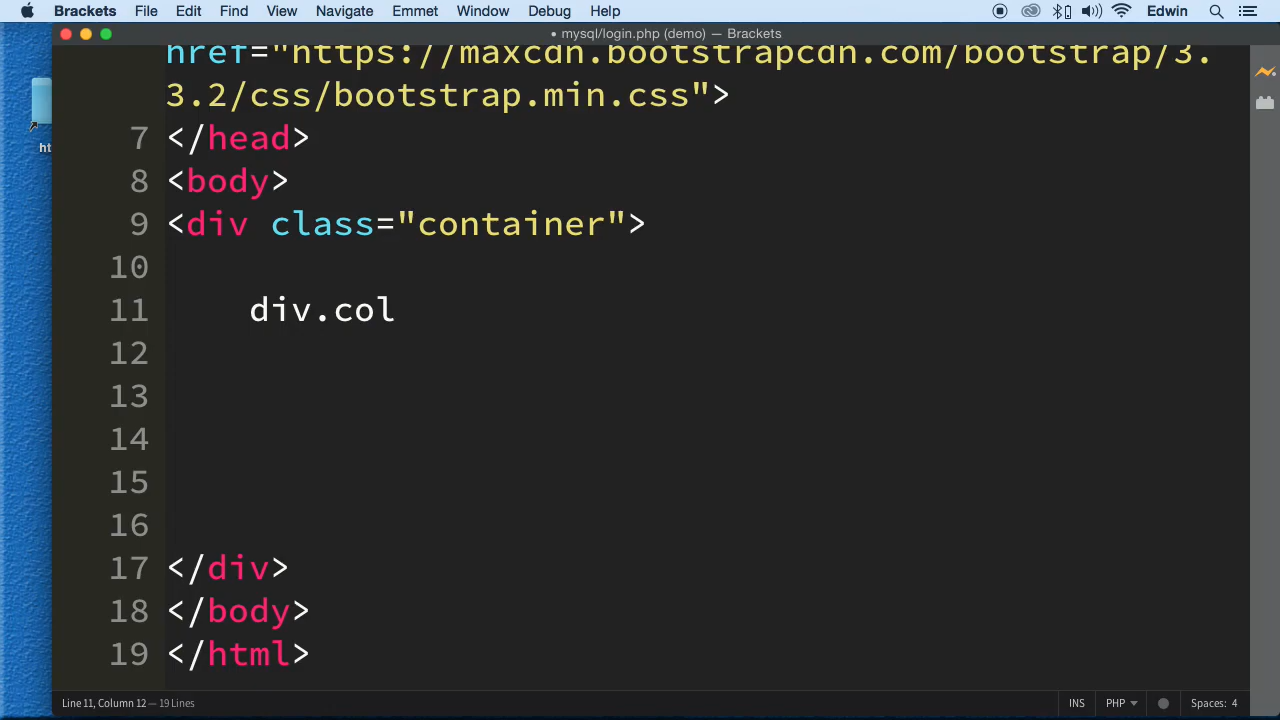 Brackets File Edit Find View Navigate Emmet Window Debug Help Edwin
• mysql/login.php (demo) — Brackets
href="https://maxcdn.bootstrapcdn.com/bootstrap/3.
3.2/css/bootstrap.min.css">
7 </head>
8 <body>
9 <div class="container">
10
11 div.col
12
13
14
15
16
17 </div>
18 </body>
19 </html>
ht
Line 11, Column 12 — 19 Lines INS PHP Spaces: 4